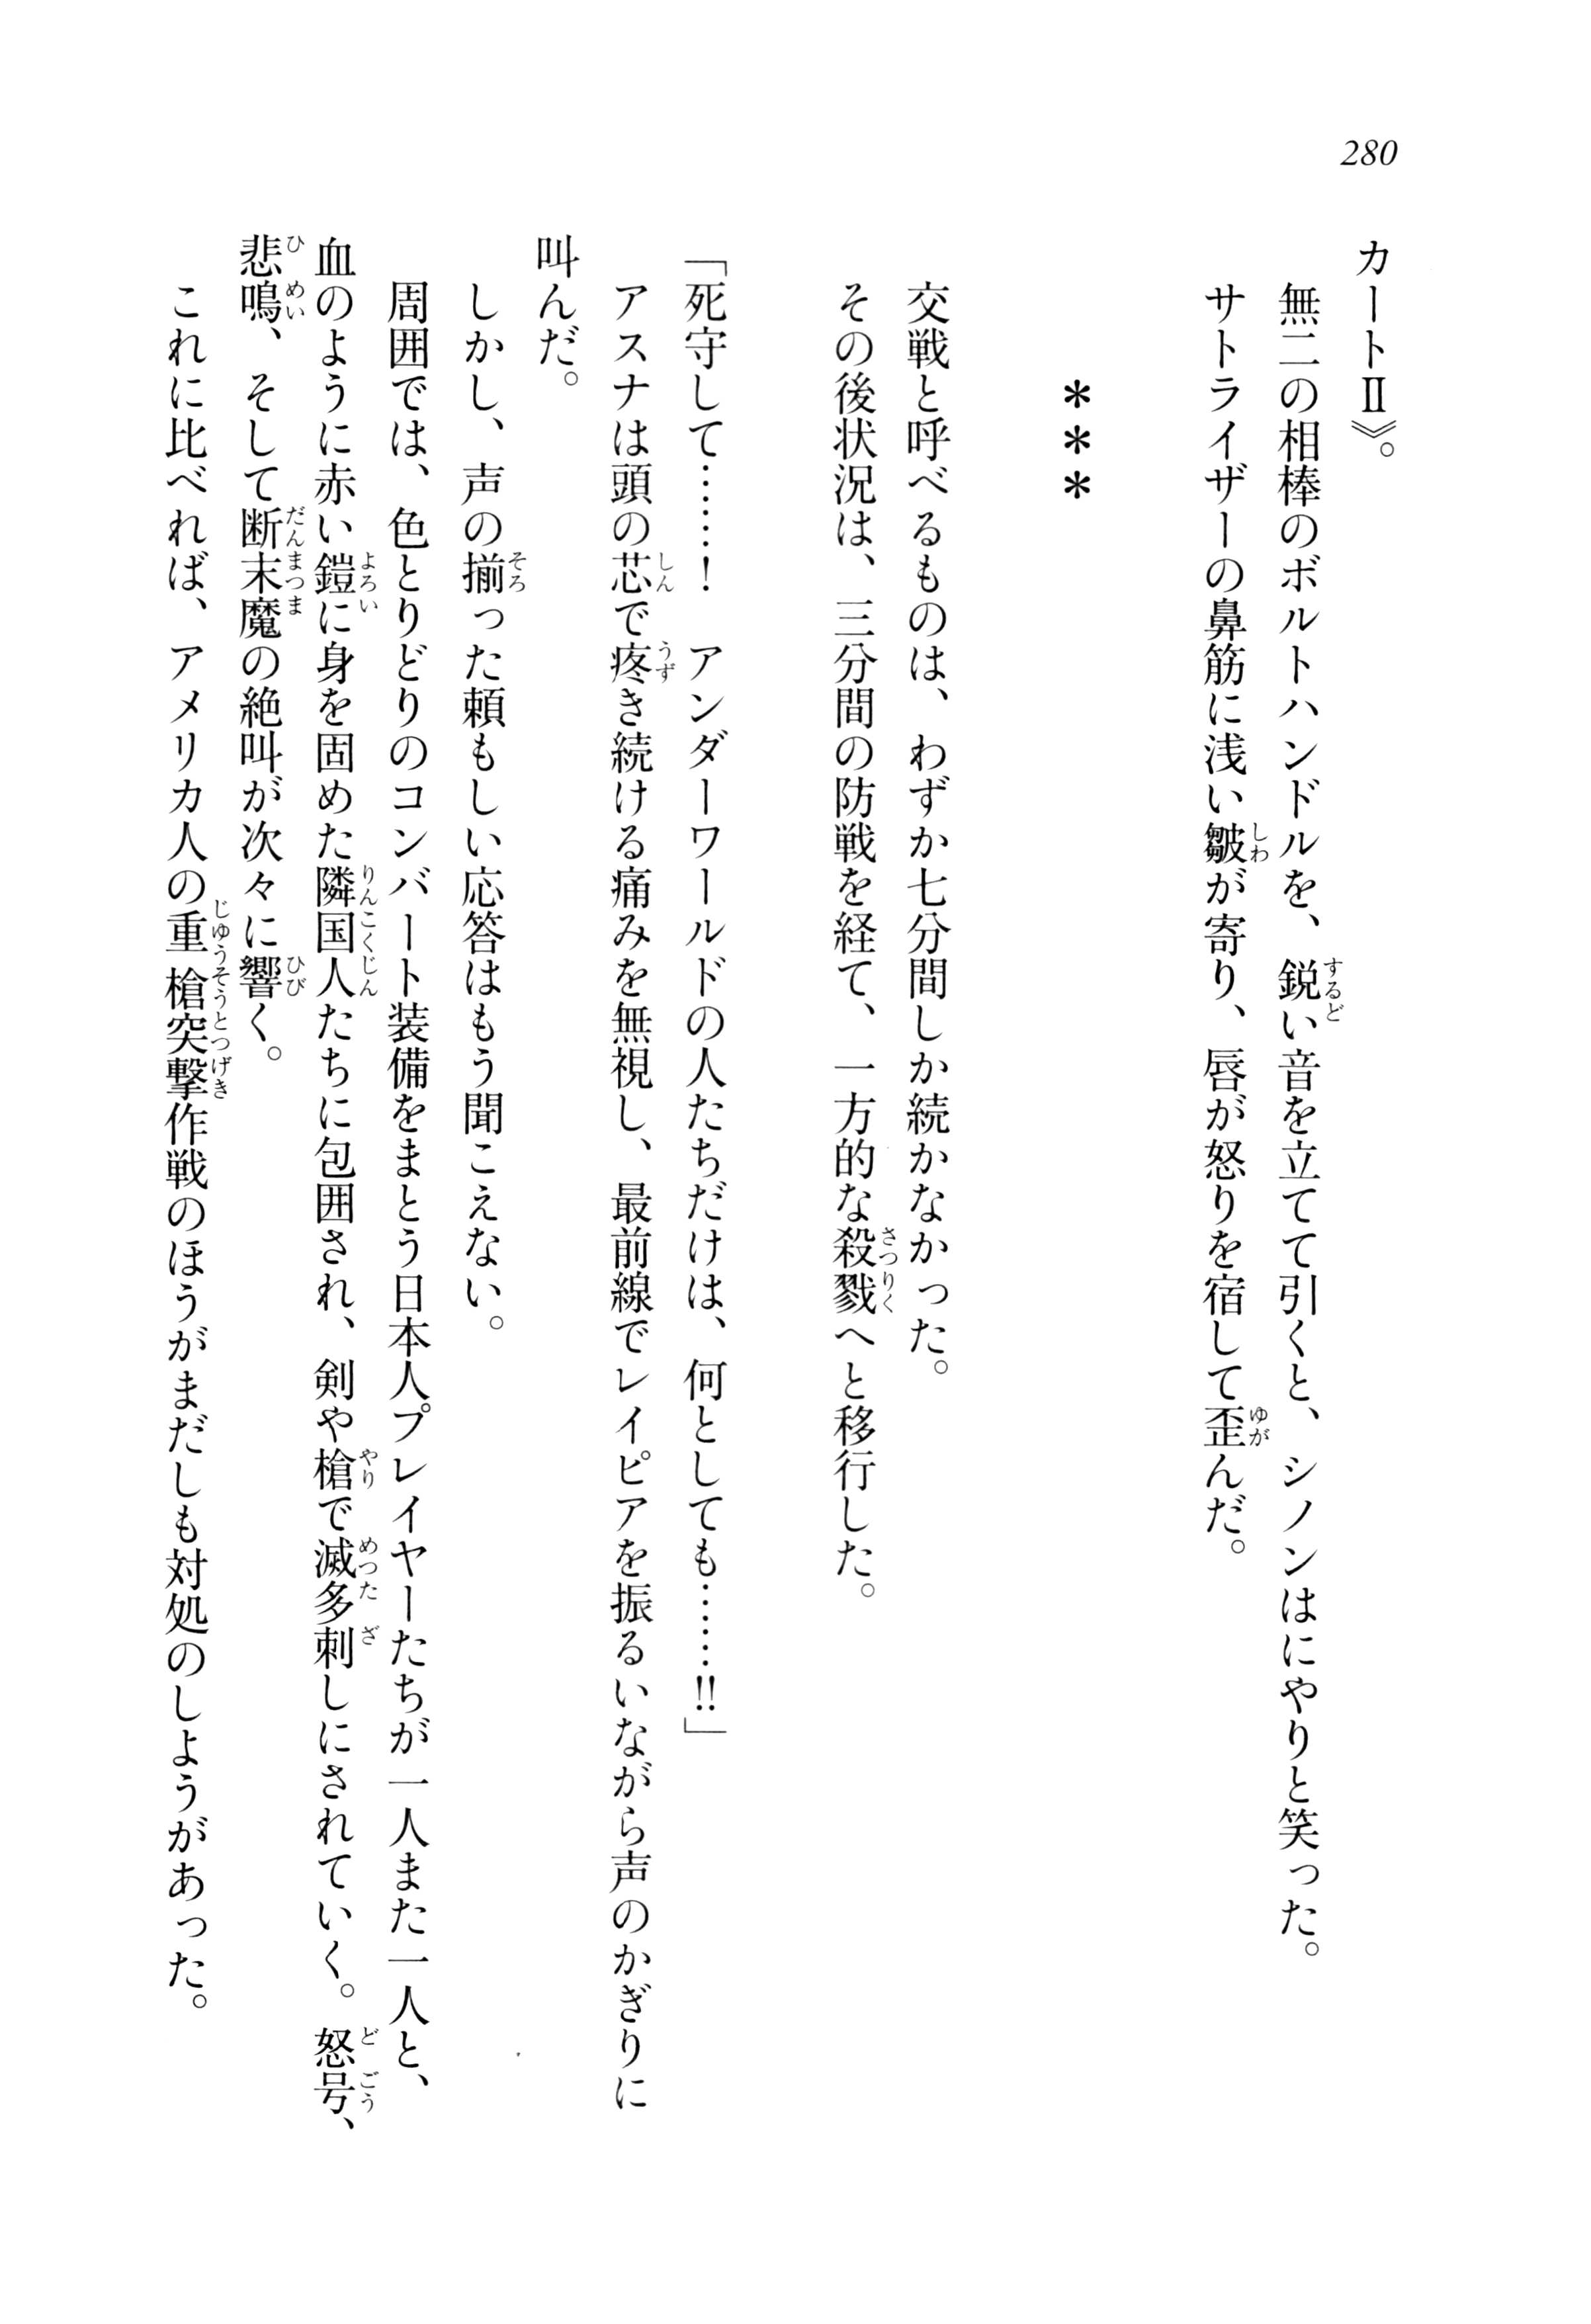 280
カートⅡ》。
　無二の相棒のボルトハンドルを、鋭い音を立てて引くと、シノンはにやりと笑った。
　サトライザーの鼻筋に浅い皺が寄り、唇が怒りを宿して歪んだ。
＊＊＊
　交戦と呼べるものは、わずか七分間しか続かなかった。
　その後状況は、三分間の防戦を経て、一方的な殺戮へと移行した。
「死守して……！　アンダーワールドの人たちだけは、何としても……!!」
　アスナは頭の芯で疼き続ける痛みを無視し、最前線でレイピアを振るいながら声のかぎりに
叫んだ。
　しかし、声の揃った頼もしい応答はもう聞こえない。
　周囲では、色とりどりのコンバート装備をまとう日本人プレイヤーたちが一人また一人と、
血のように赤い鎧に身を固めた隣国人たちに包囲され、剣や槍で滅多刺しにされていく。怒号、
悲鳴、そして断末魔の絶叫が次々に響く。
　これに比べれば、アメリカ人の重槍突撃作戦のほうがまだしも対処のしようがあった。